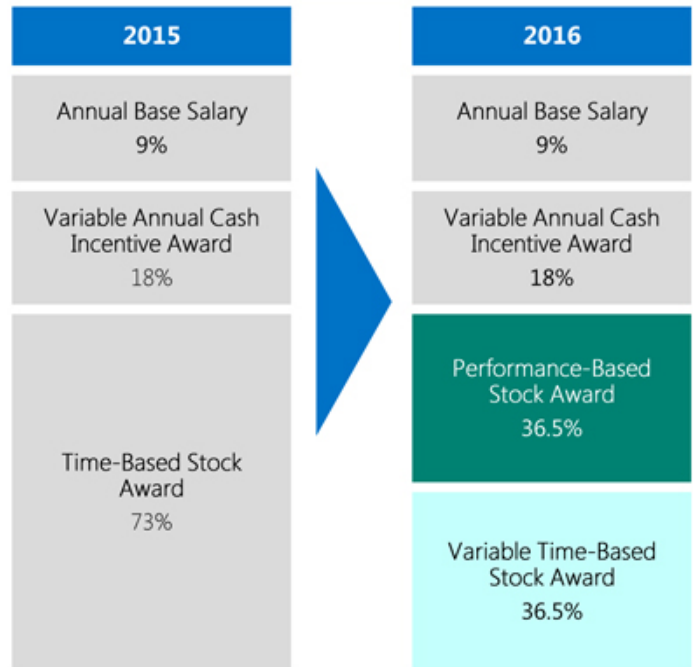 2015
Annual Base Salary
9%
Variable Annual Cash
Incentive Award
18%
Time-Based Stock
Award
73%
2016
Annual Base Salary
9%
Variable Annual Cash
Incentive Award
18%
Performance-Based
Stock Award
36.5%
Variable Time-Based
Stock Award
36.5%